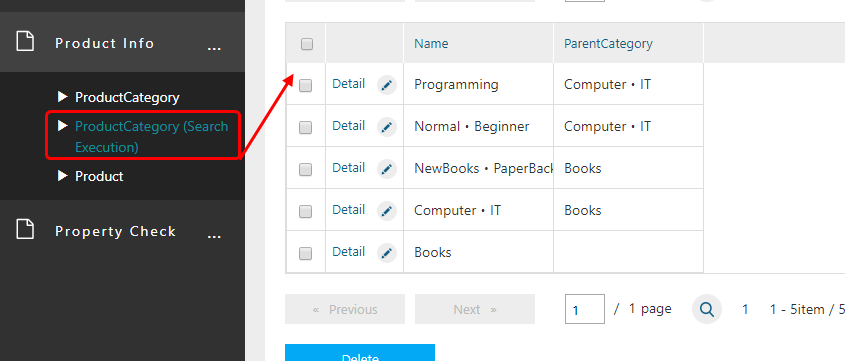 Product Info ...
ProductCategory
ProductCategory (Search
Execution)
Product
Property Check ...
Name ParentCategory
Detail Programming Computer・IT
Detail Normal・Beginner Computer・IT
Detail NewBooks・PaperBack Books
Detail Computer・IT Books
Detail Books
« Previous Next » 1 / 1 page 1 1 - 5item / 5
Delete